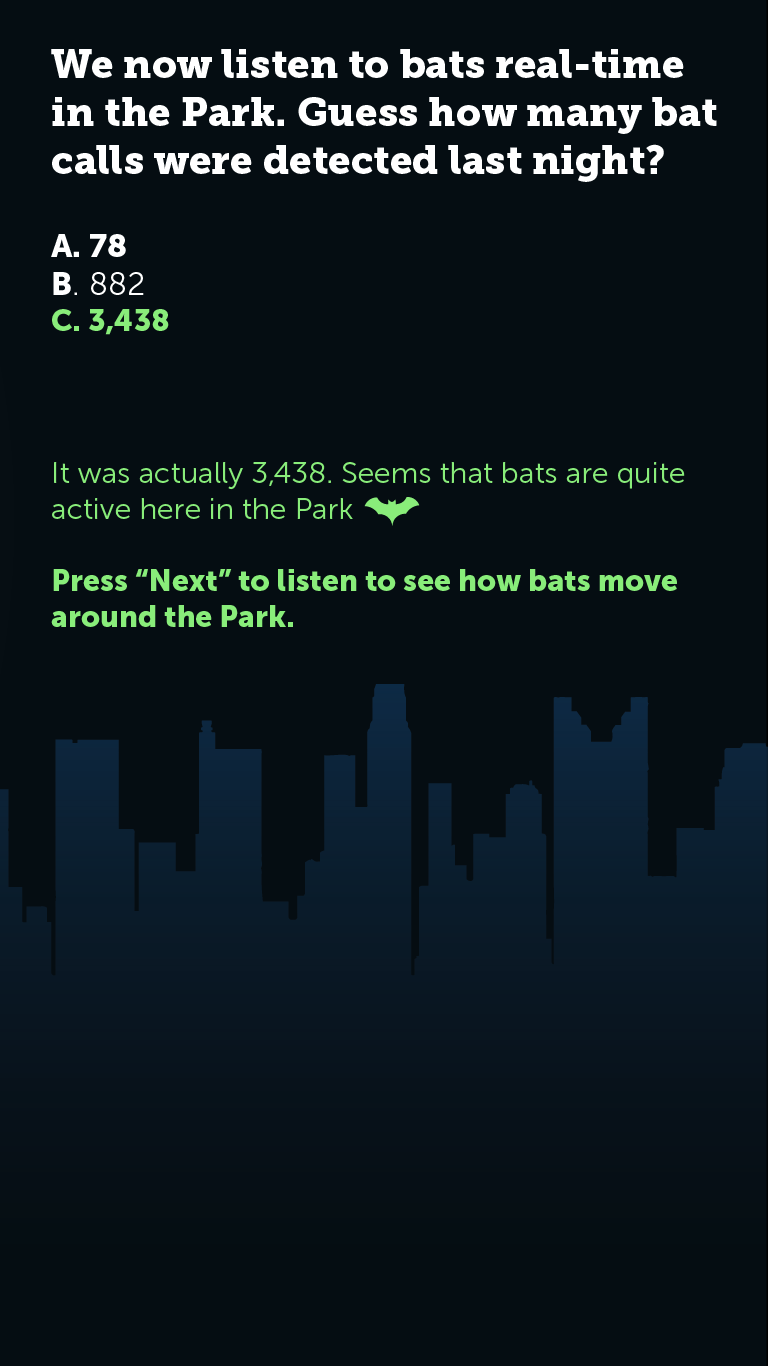 We now listen to bats real-time
in the Park. Guess how many bat
calls were detected last night?
A. 78
B. 882
C. 3,438
It was actually 3,438. Seems that bats are quite
active here in the Park
Press “Next” to listen to see how bats move
around the Park.